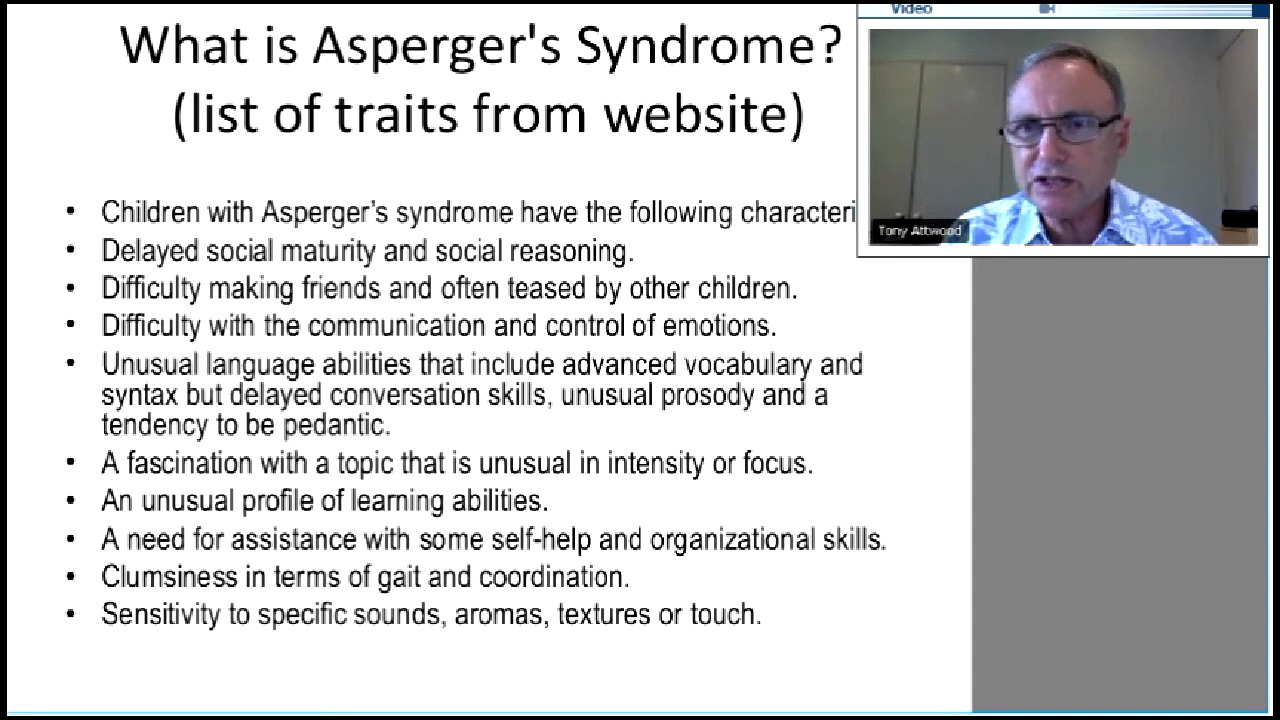 What is Asperger's Syndrome?
(list of traits from website)
Video
Tony Attwood
• Children with Asperger’s syndrome have the following characteri
• Delayed social maturity and social reasoning.
• Difficulty making friends and often teased by other children.
• Difficulty with the communication and control of emotions.
• Unusual language abilities that include advanced vocabulary and
syntax but delayed conversation skills, unusual prosody and a
tendency to be pedantic.
• A fascination with a topic that is unusual in intensity or focus.
• An unusual profile of learning abilities.
• A need for assistance with some self-help and organizational skills.
• Clumsiness in terms of gait and coordination.
• Sensitivity to specific sounds, aromas, textures or touch.